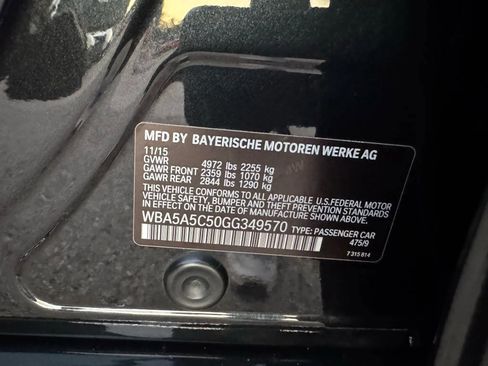 MFD BY BAYERISCHE MOTOREN WERKE AG
11/15
GVWR 4972 lbs 2255 kg
GAWR FRONT 2359 lbs 1070 kg
GAWR REAR 2844 lbs 1290 kg
THIS VEHICLE CONFORMS TO ALL APPLICABLE U.S.FEDERAL MOTOR
VEHICLE SAFETY, BUMPER, AND THEFT PREVENTION STANDARDS
IN EFFECT ON THE DATE OF MANUFACTURE SHOWN ABOVE.
WBA5A5C50GG349570 TYPE: PASSENGER CAR
475/9
7 315 814